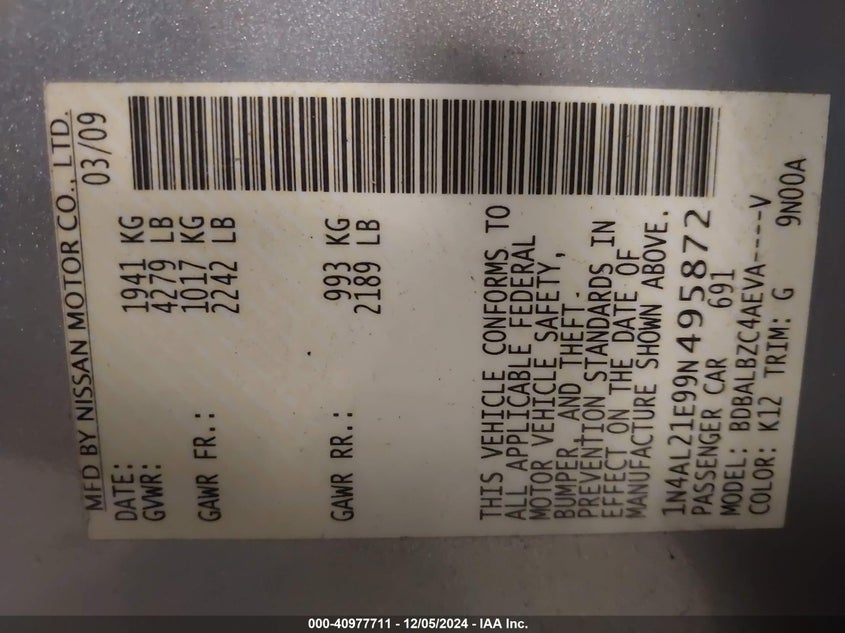 MFD BY NISSAN MOTOR CO., LTD.
DATE: 03/09
GVWR: 1941 KG
4279 LB
GAWR FR.: 1017 KG
2242 LB
GAWR RR.: 993 KG
2189 LB
THIS VEHICLE CONFORMS TO
ALL APPLICABLE FEDERAL
MOTOR VEHICLE SAFETY,
BUMPER, AND THEFT
PREVENTION STANDARDS IN
EFFECT ON THE DATE OF
MANUFACTURE SHOWN ABOVE.
1N4AL21E99N495872
PASSENGER CAR 691
MODEL: BDBALBZC4AEVA----V
COLOR: K12 TRIM: G 9N00A
000-40977711 - 12/05/2024 - IAA Inc.